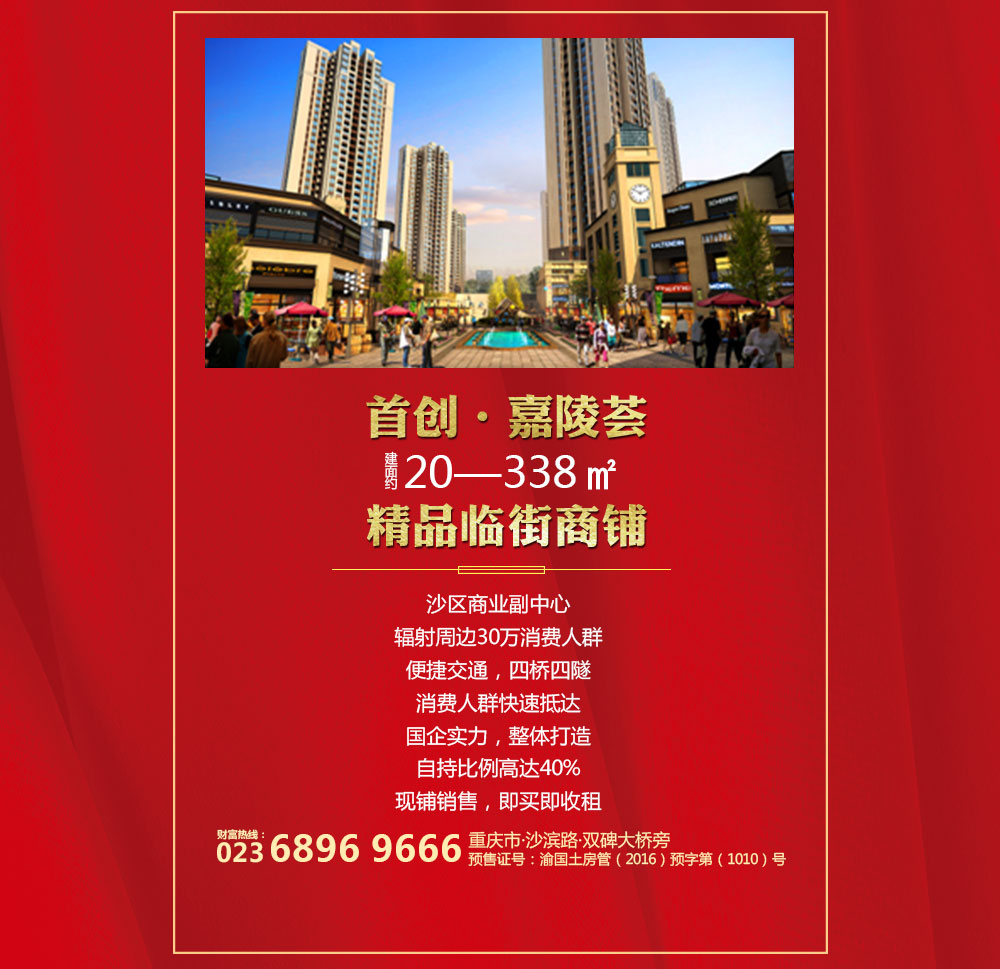 GUESS
首创·嘉陵荟
建面约20—338㎡
精品临街商铺
沙区商业副中心
辐射周边30万消费人群
便捷交通，四桥四隧
消费人群快速抵达
国企实力，整体打造
自持比例高达40%
现铺销售，即买即收租
财富热线：
023 6896 9666
重庆市·沙滨路·双碑大桥旁
预售证号：渝国土房管（2016）预字第（1010）号